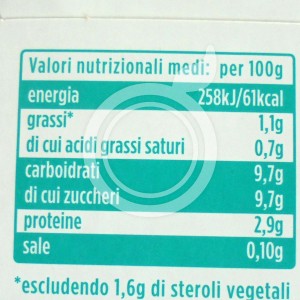 Valori nutrizionali medi: per 100g
energia 258kJ/61kcal
grassi* 1,1g
di cui acidi grassi saturi 0,7g
carboidrati 9,7g
di cui zuccheri 9,7g
proteine 2,9g
sale 0,10g
*escludendo 1,6g di steroli vegetali